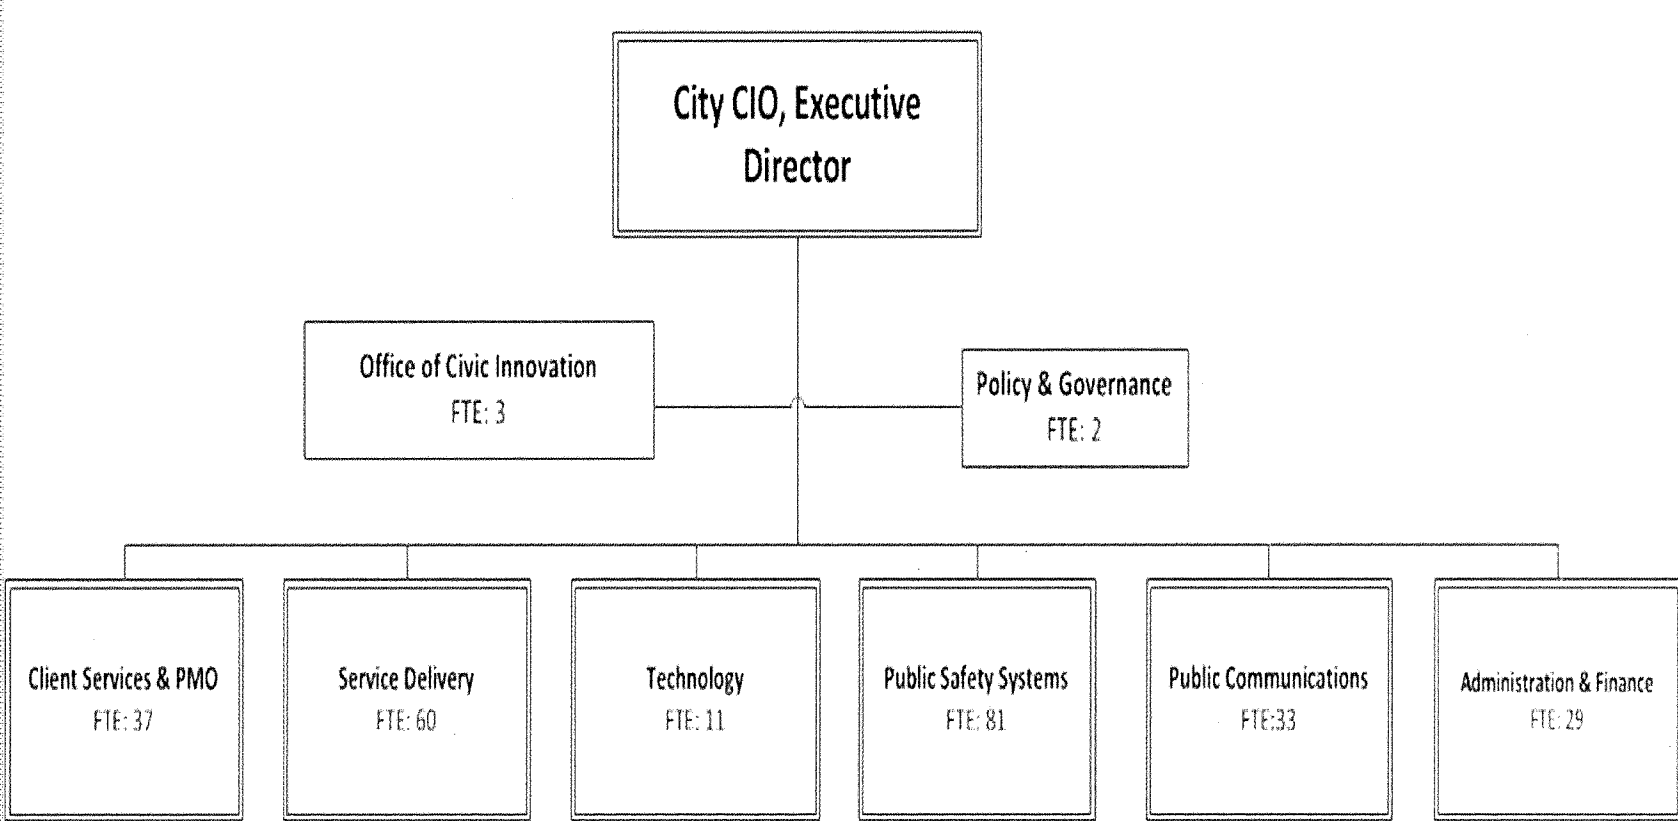 City CIO, Executive
Director
Office of Civic Innovation
FTE: 3
Policy & Governance
FTE: 2
Client Services & PMO
FTE: 37
Service Delivery
FTE: 60
Technology
FTE: 11
Public Safety Systems
FTE: 81
Public Communications
FTE:33
Administration & Finance
FTE: 29